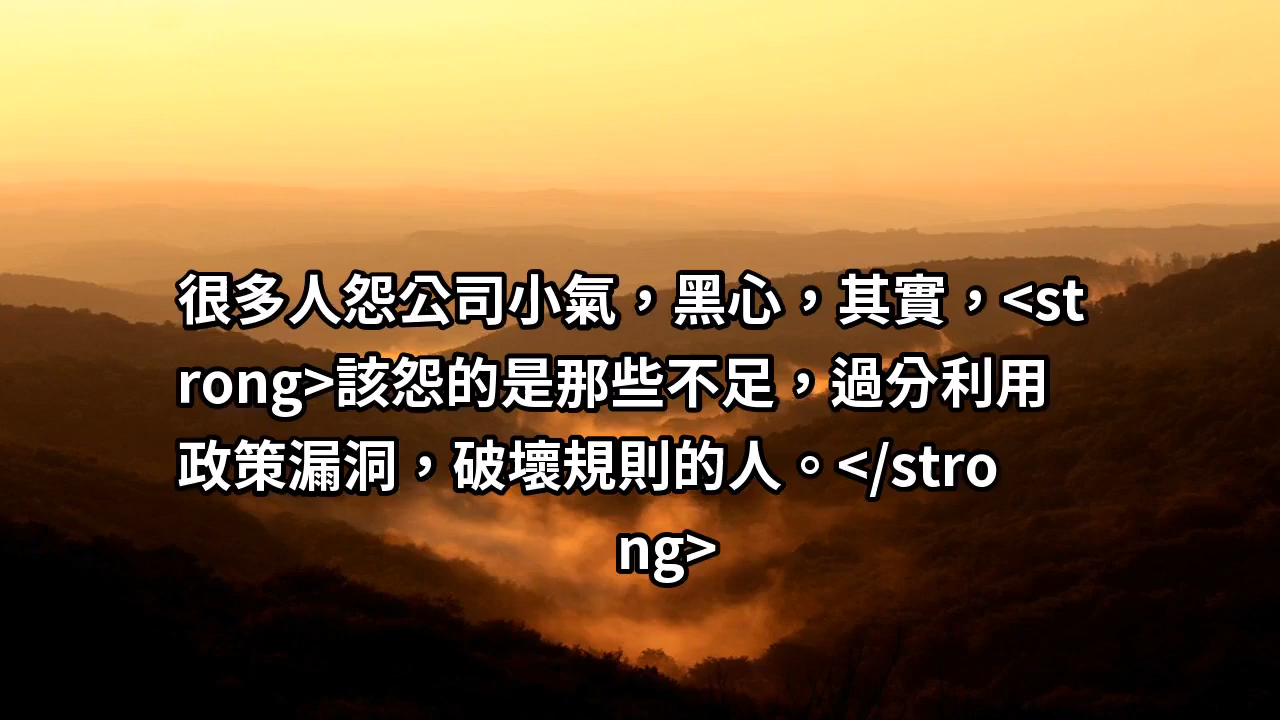 很多人怨公司小氣，黑心，其實，<st
rong>該怨的是那些不足，過分利用
政策漏洞，破壞規則的人。</stro
ng>